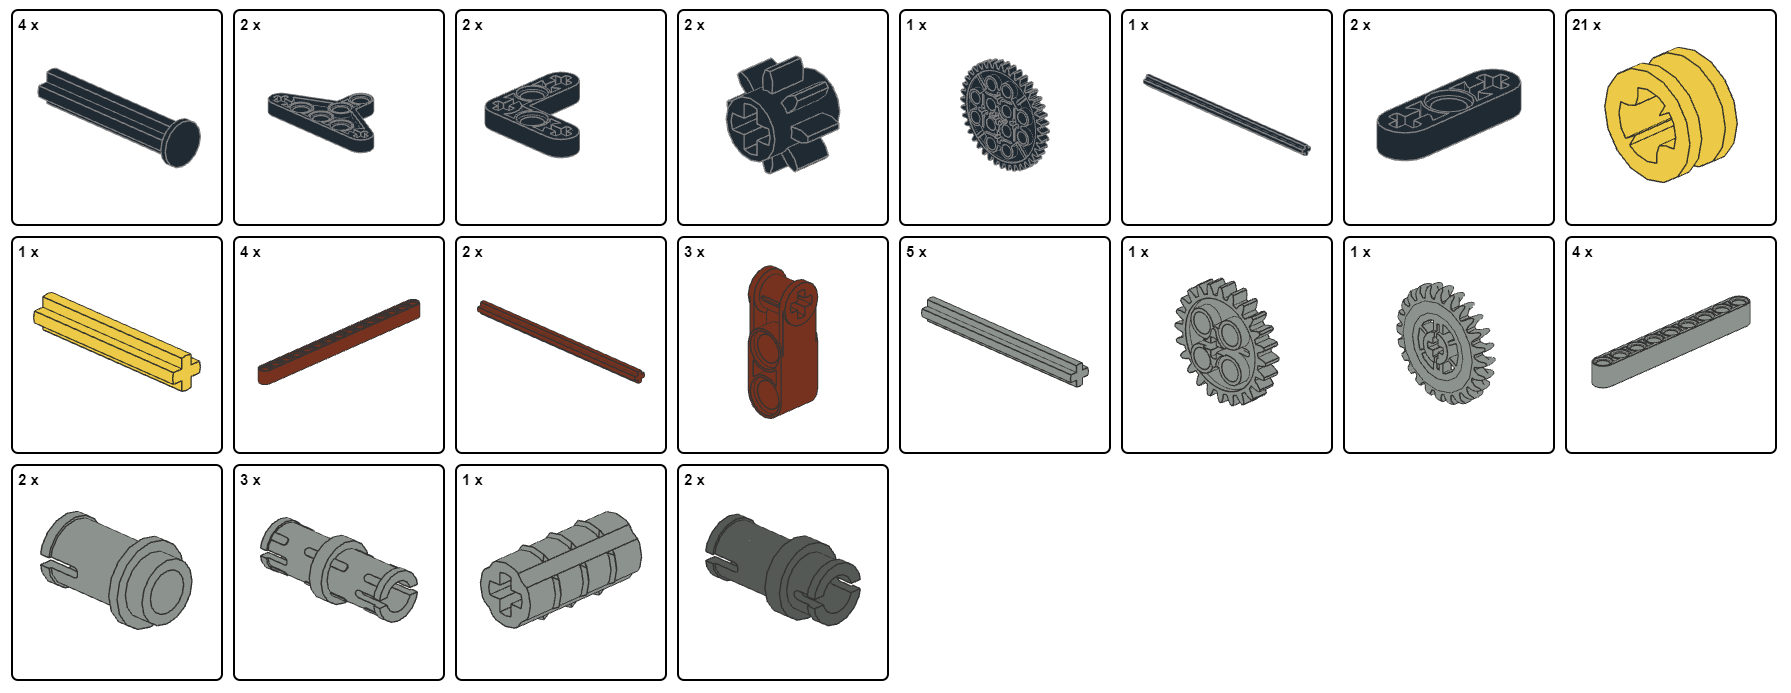 4 x 2 x 2 x 2 x 1 x 1 x 2 x 21 x
1 x 4 x 2 x 3 x 5 x 1 x 1 x 4 x
2 x 3 x 1 x 2 x